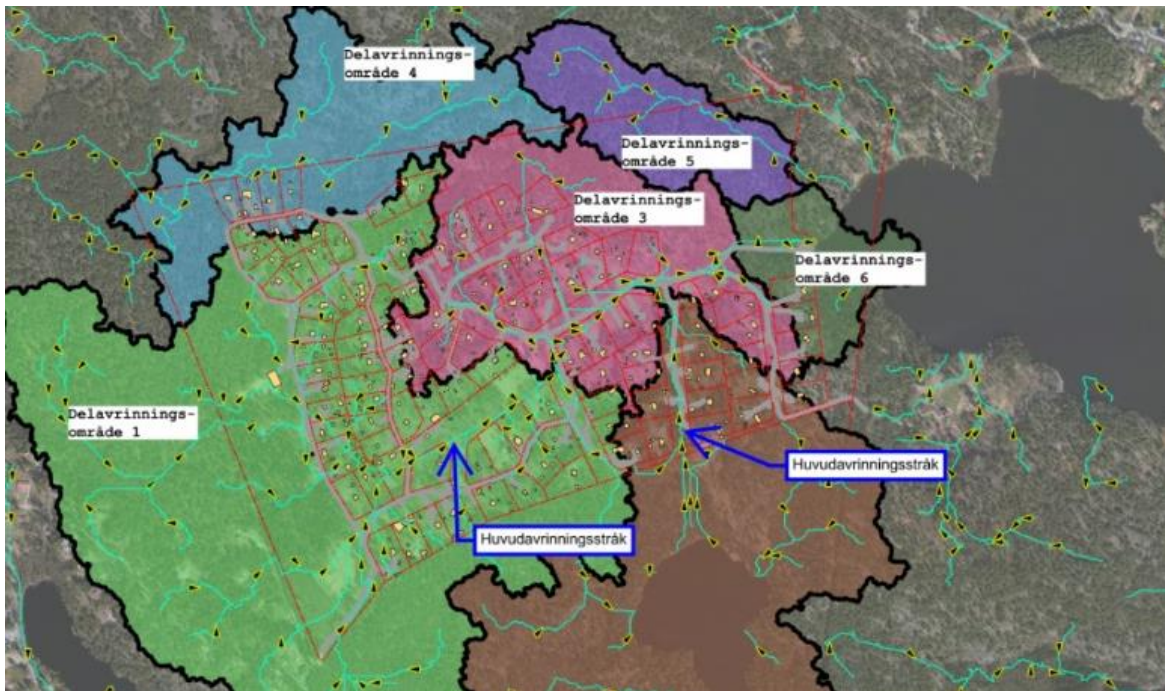 Delavrinnings-
område 4
Delavrinnings-
område 5
Delavrinnings-
område 3
Delavrinnings-
område 6
Delavrinnings-
område 1
Huvudavrinningsstråk
Huvudavrinningsstråk